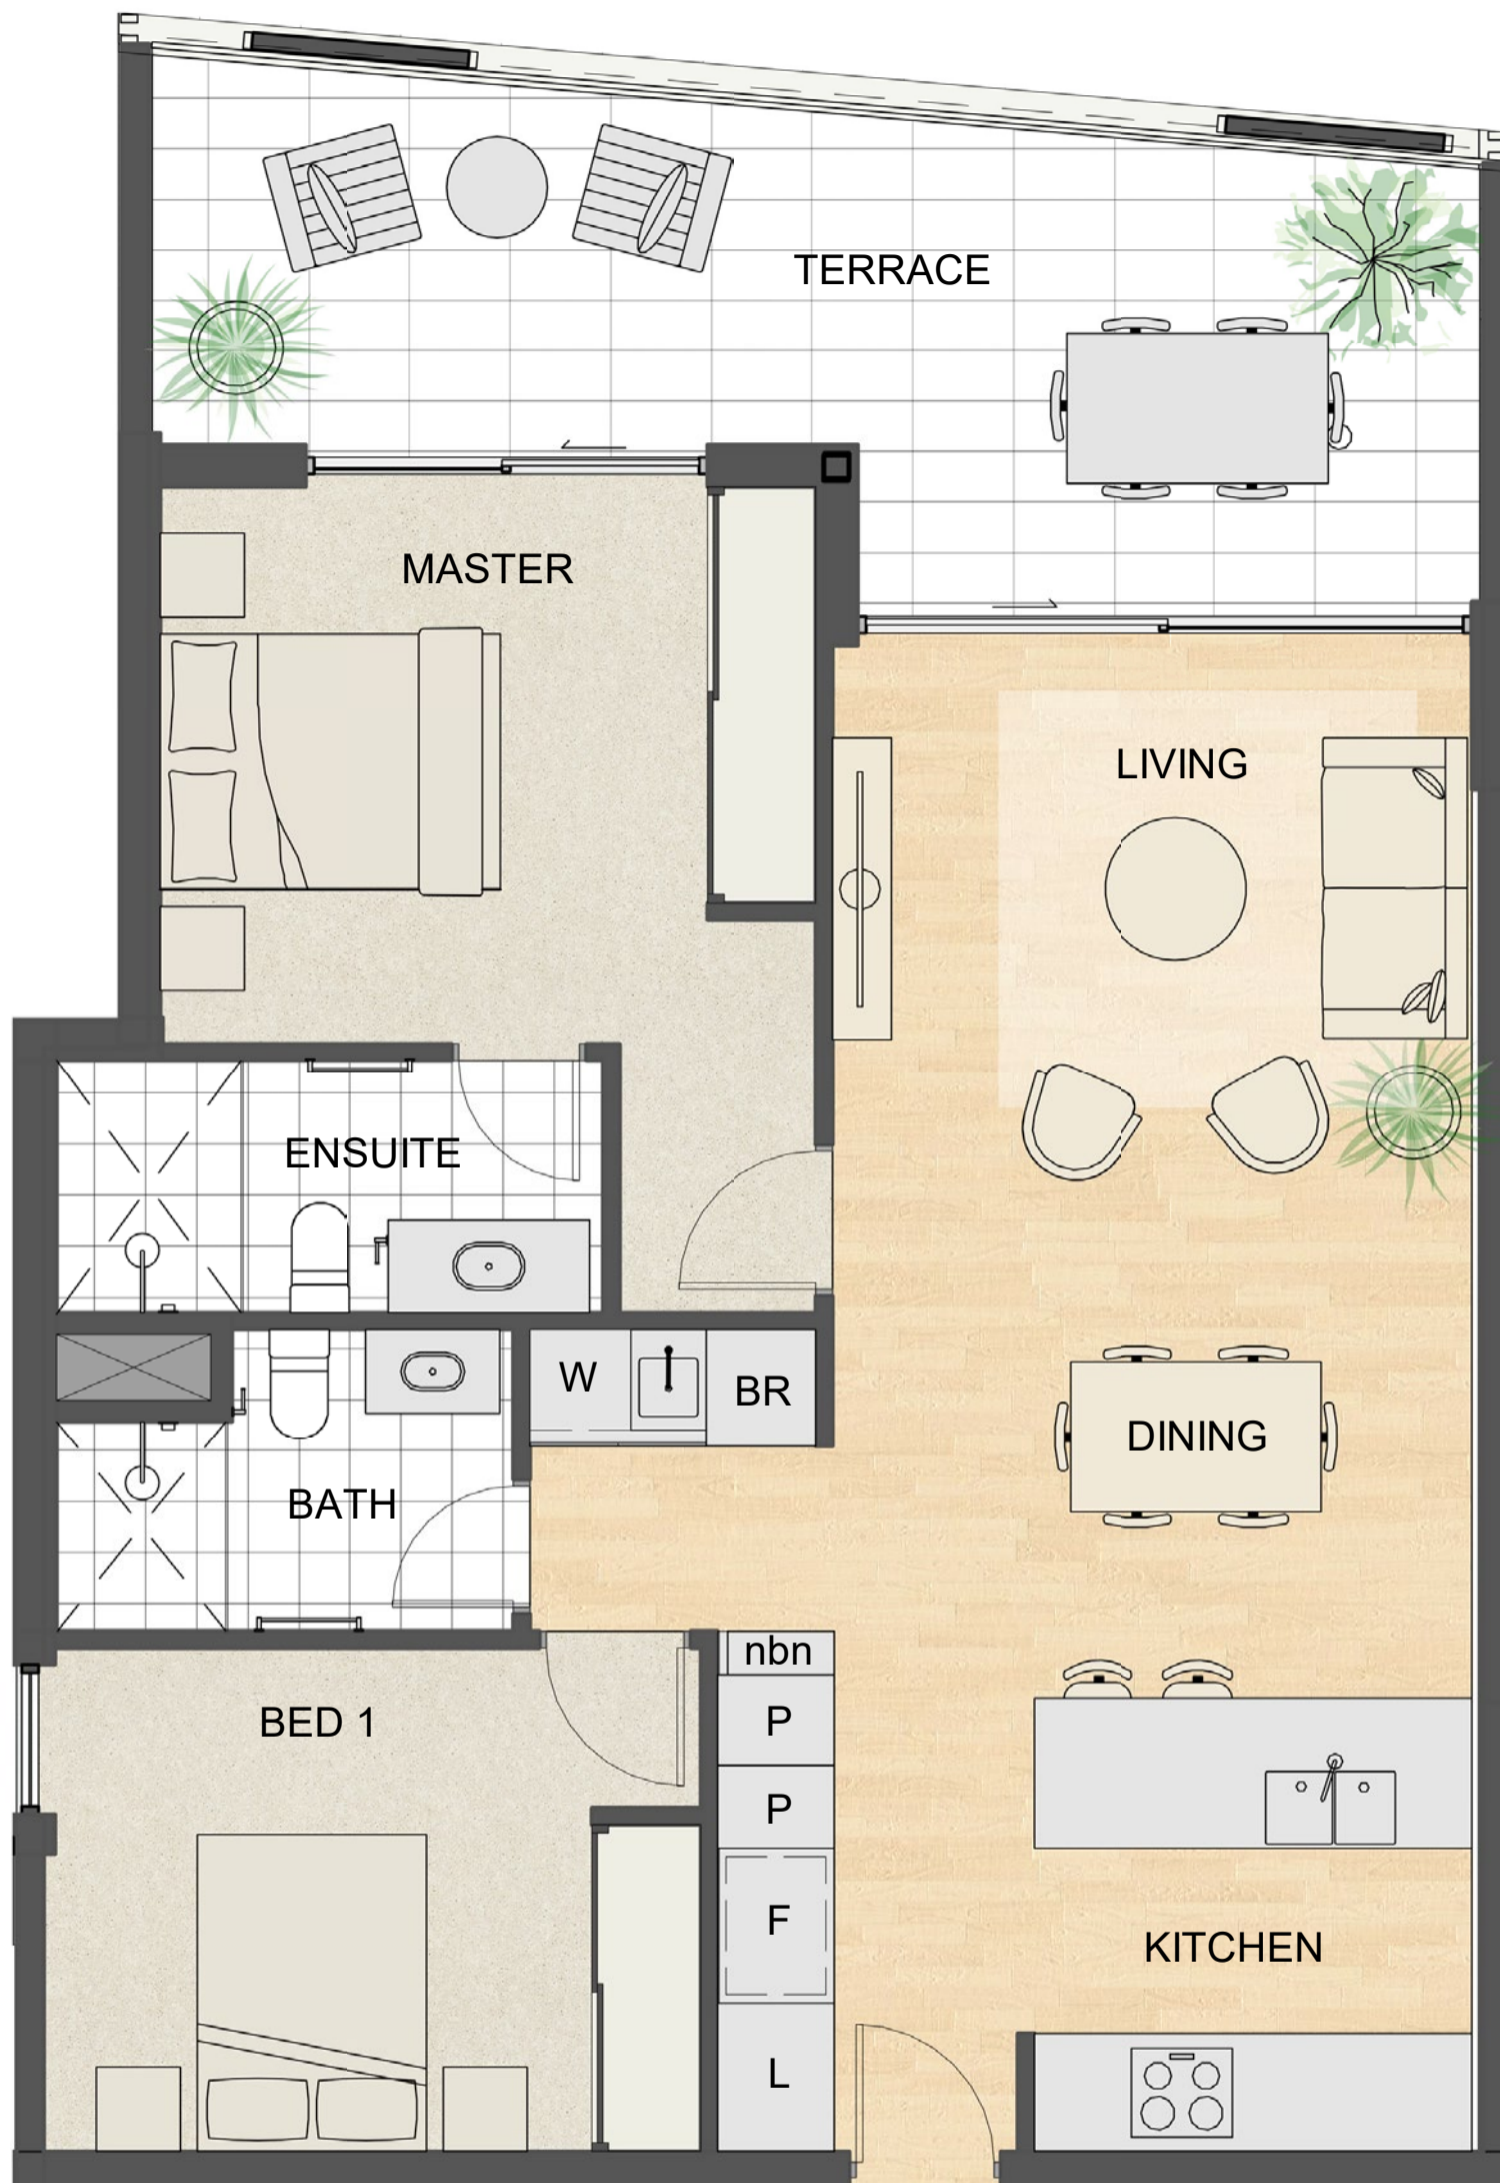 TERRACE
MASTER
LIVING
ENSUITE
W
BR
DINING
BATH
nbn
P
BED 1
P
F
KITCHEN
L